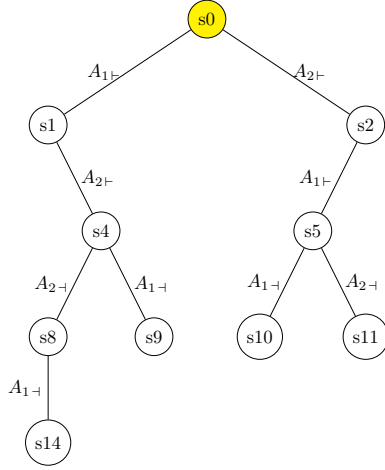 s0
A₁⊢ A₂⊢
s1 s2
A₂⊢ A₁⊢
s4 s5
A₂⊣ A₁⊣ A₁⊣ A₂⊣
s8 s9 s10 s11
A₁⊣
s14